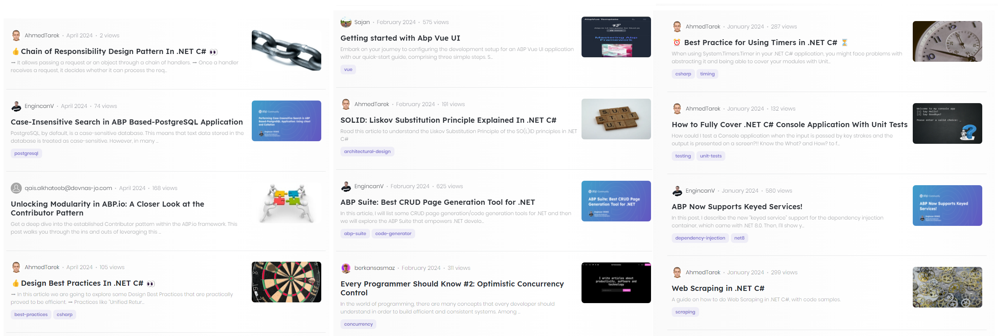 AhmedTarek • April 2024 • 2 views
👍 Chain of Responsibility Design Pattern In .NET C# 👀
→ It allows passing a request or an object through a chain of handlers. → Once a handler
receives a request, it decides whether it can process the req...
EngincanV • April 2024 • 74 views
Case-Insensitive Search in ABP Based-PostgreSQL Application
PostgreSQL, by default, is a case-sensitive database. This means that text data stored in the
database is treated as case-sensitive. However, in many ...
postgresql
abp Community
Performing Case-Insensitive Search in ABP
Based-PostgreSQL Application: Using citext
and Collation
qais.alkhateeb@devnas-jo.com • April 2024 • 168 views
Unlocking Modularity in ABP.io: A Closer Look at the
Contributor Pattern
Get a deep dive into the established Contributor pattern within the ABP.io framework. This
post walks you through the ins and outs of leveraging this ...
AhmedTarek • April 2024 • 105 views
👍 Design Best Practices In .NET C# 👀
→ In this article we are going to explore some Design Best Practices that are practically
proved to be efficient. → Practices like "Unified Retur...
best-practices csharp
Sajan • February 2024 • 575 views
Getting started with Abp Vue UI
Embark on your journey to configuring the development setup for an ABP Vue UI application
with our quick-start guide, comprising three simple steps. S...
vue
AbpVue Template
Abp.io UI template for Nust.js
Mastering Abp
Framework
AhmedTarek • February 2024 • 191 views
SOLID: Liskov Substitution Principle Explained In .NET C#
Read this article to understand the Liskov Substitution Principle of the SO(L)ID principles in .NET
C#
architectural-design
SUB
STIT
UT
EngincanV • February 2024 • 625 views
ABP Suite: Best CRUD Page Generation Tool for .NET
In this article, I will list some CRUD page generation/code generation tools for .NET and then
we will explore the ABP Suite that empowers .NET develo...
abp-suite code-generator
abp Community
ABP Suite: Best CRUD Page
Generation Tool for .NET
berkansasmaz • February 2024 • 311 views
Every Programmer Should Know #2: Optimistic Concurrency
Control
In the world of programming, there are many concepts that every developer should
understand in order to build efficient and consistent systems. Among ...
concurrency
I write articles about
productivity, software and
technology
AhmedTarek • January 2024 • 287 views
⏰ Best Practice for Using Timers in .NET C# ⏳
When using System.Timers.Timer in your .NET C# application, you might face problems with
abstracting it and being able to cover your modules with Unit...
csharp timing
AhmedTarek • January 2024 • 132 views
How to Fully Cover .NET C# Console Application With Unit Tests
How could I test a Console application when the input is passed by key strokes and the
output is presented on a screen?!! Know the What? and How? to f...
testing unit-tests
Welcome to my console app
[1] Say Hello?
[2] Say Goodbye?
Pease enter a valid choice: _
EngincanV • January 2024 • 580 views
ABP Now Supports Keyed Services!
In this post, I describe the new "keyed service" support for the dependency injection
container, which came with .NET 8.0. Then, I'll show y...
dependency-injection net8
abp Community
ABP Now Supports Keyed
Services!
AhmedTarek • January 2024 • 299 views
Web Scraping in .NET C#
A guide on how to do Web Scraping in .NET C#, with code samples.
scraping